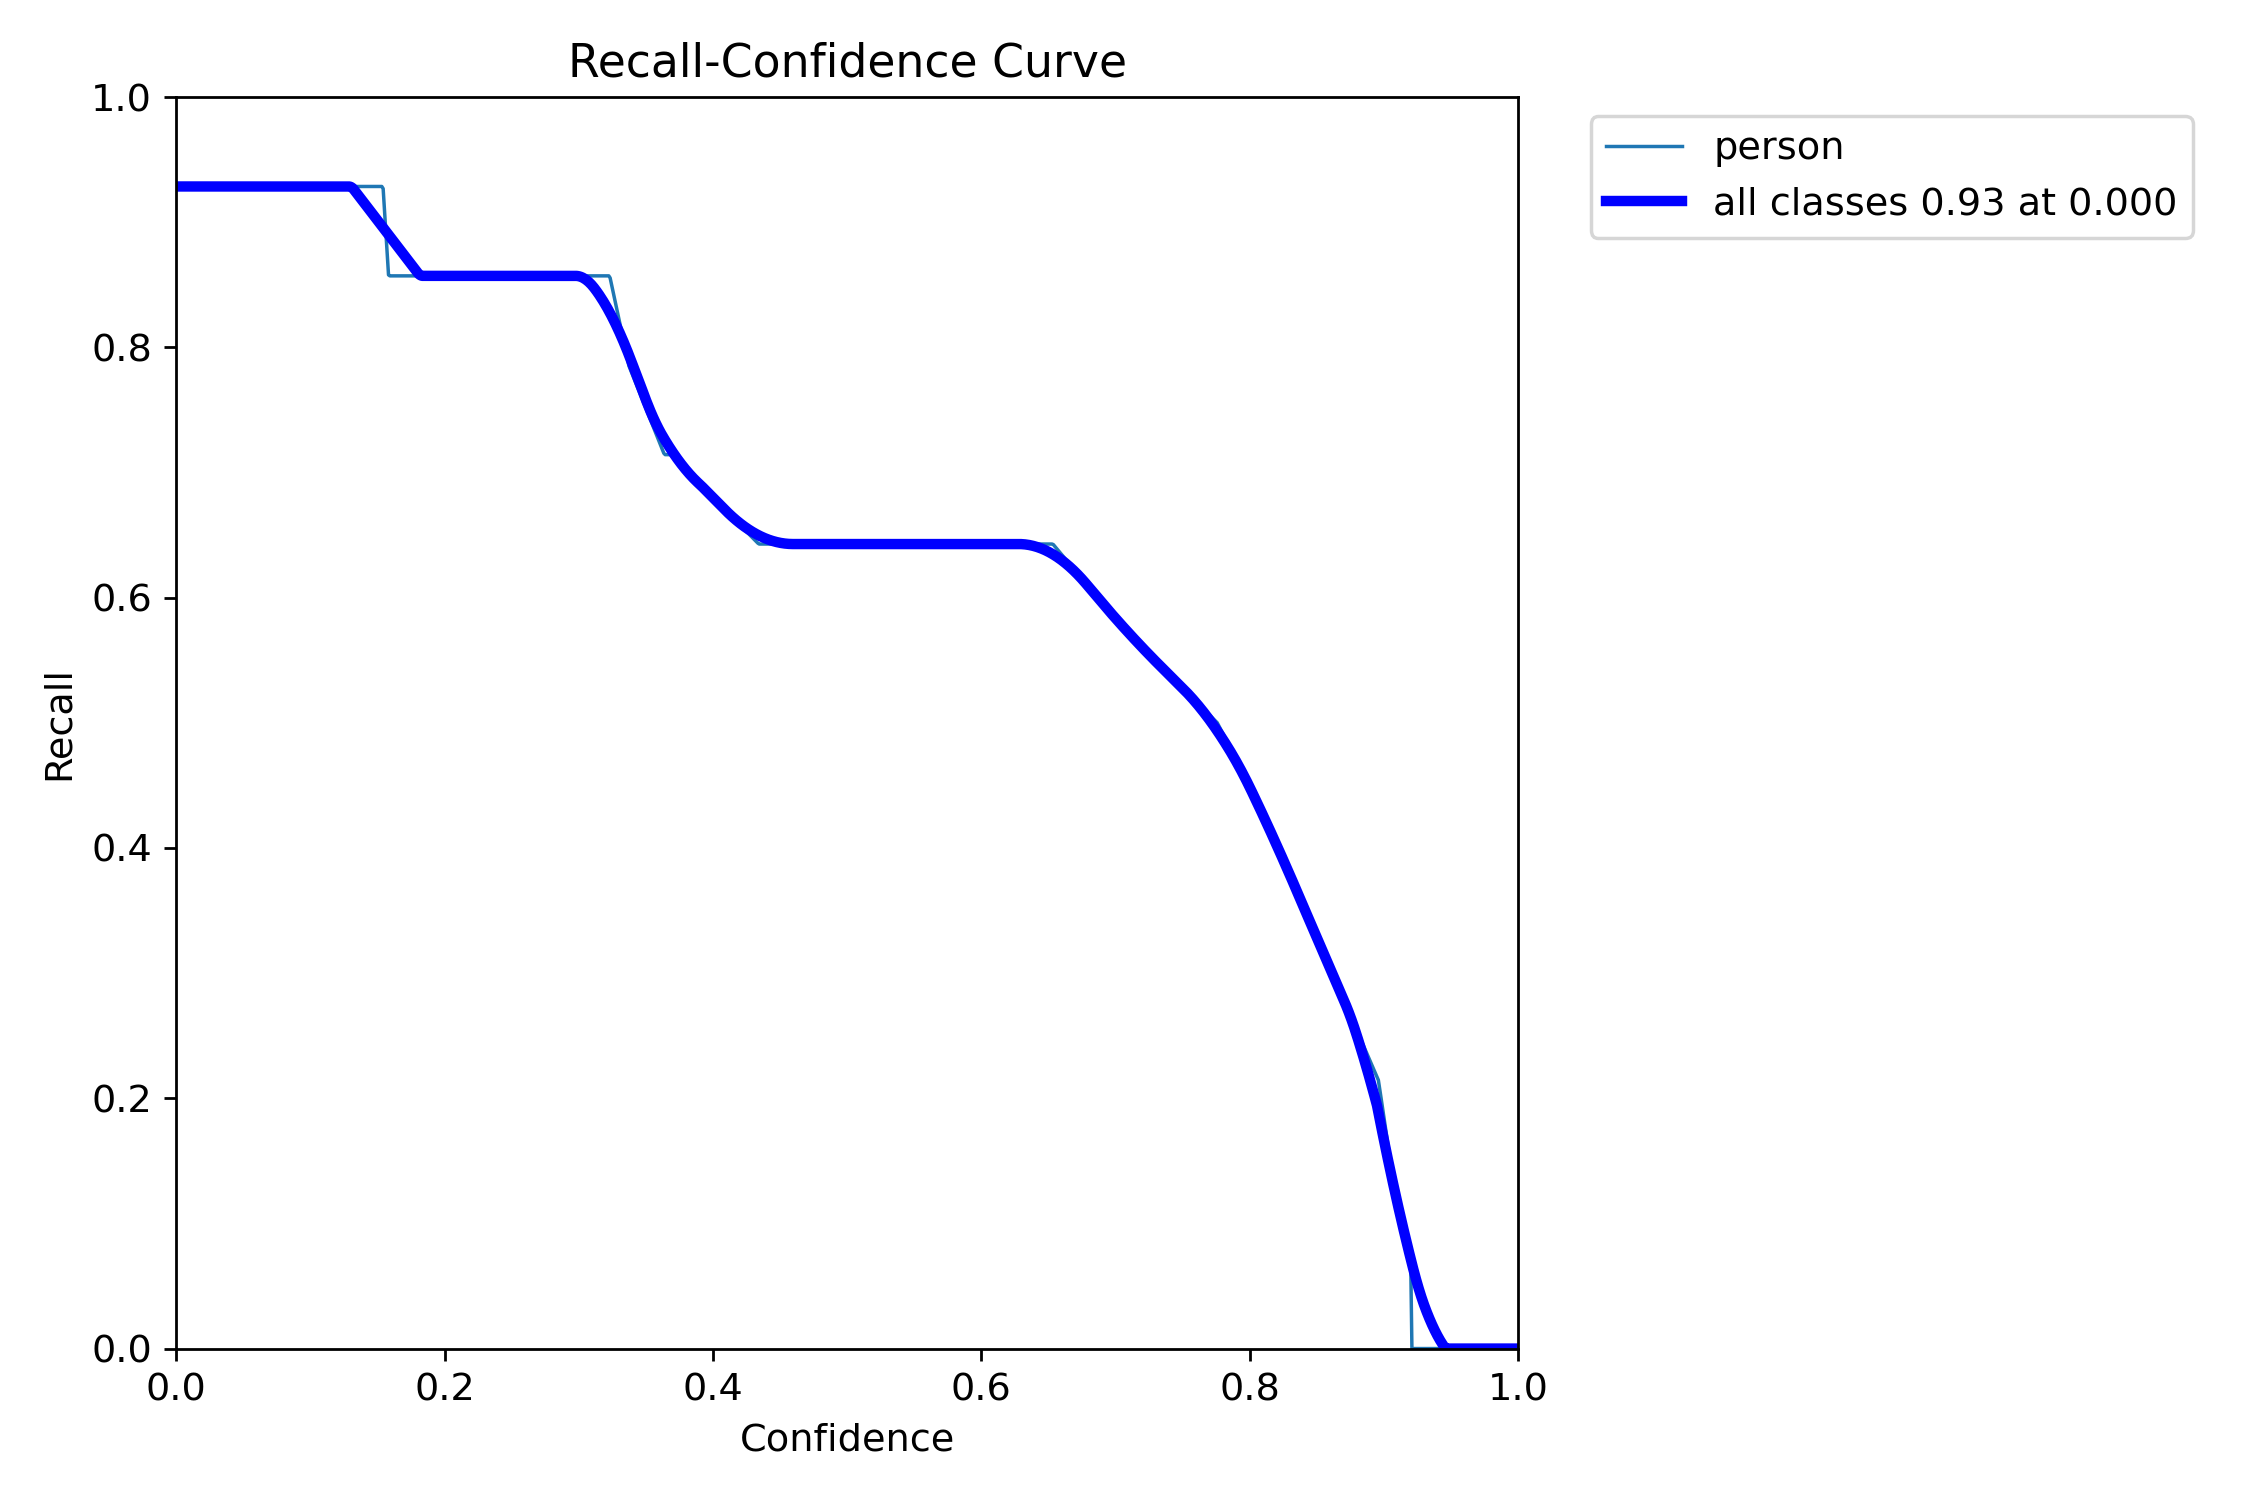 Recall-Confidence Curve
person
all classes 0.93 at 0.000
1.0
0.8
0.6
0.4
0.2
0.0
Recall
0.0 0.2 0.4 0.6 0.8 1.0
Confidence